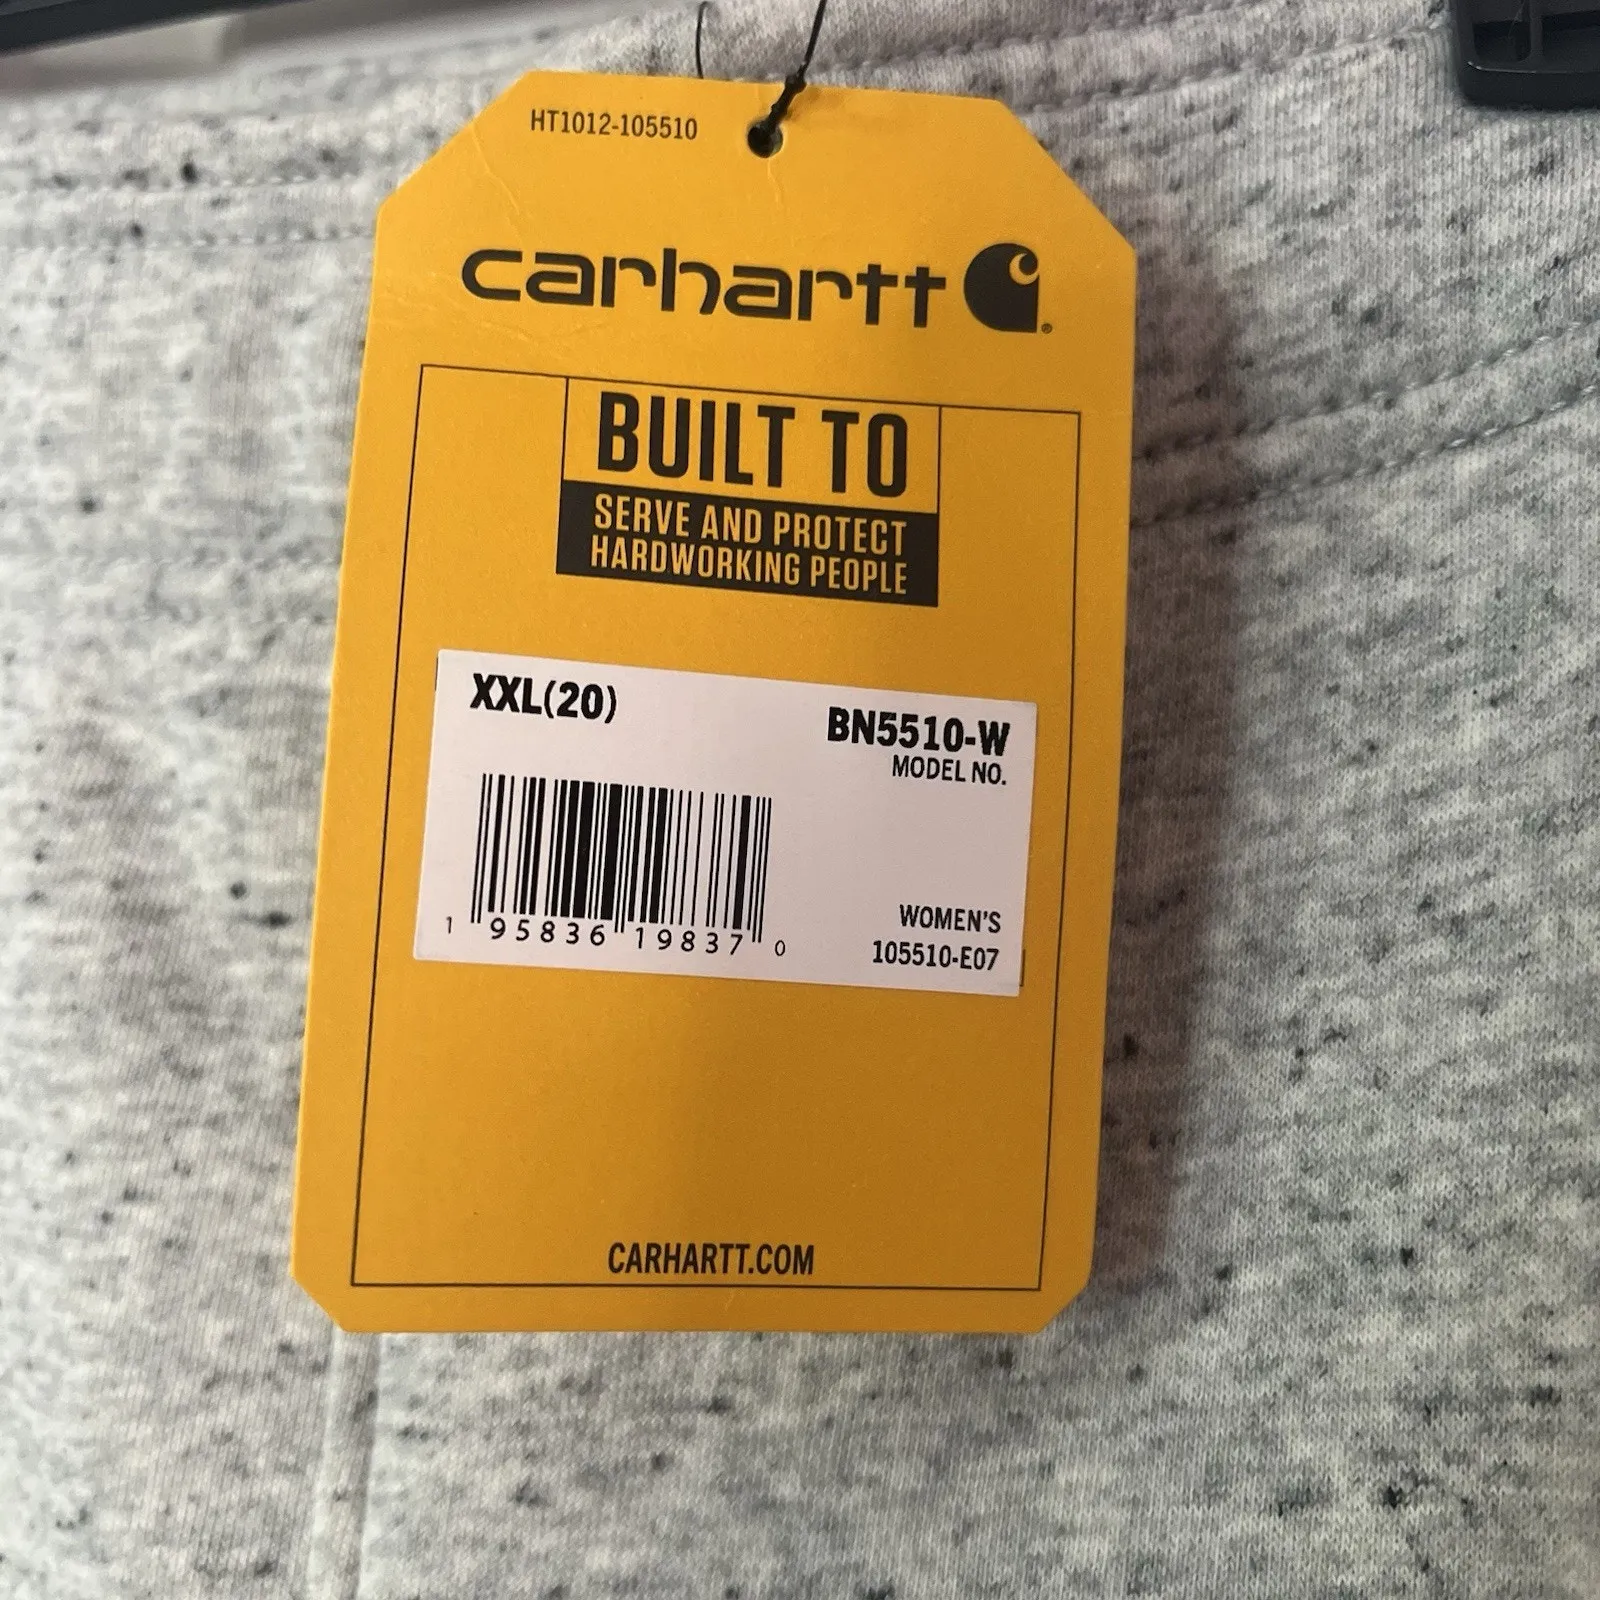 HT1012-105510
carhartt
BUILT TO
SERVE AND PROTECT
HARDWORKING PEOPLE
XXL(20)
BN5510-W
MODEL NO.
1 95836 19837 0
WOMEN'S
105510-E07
CARHARTT.COM